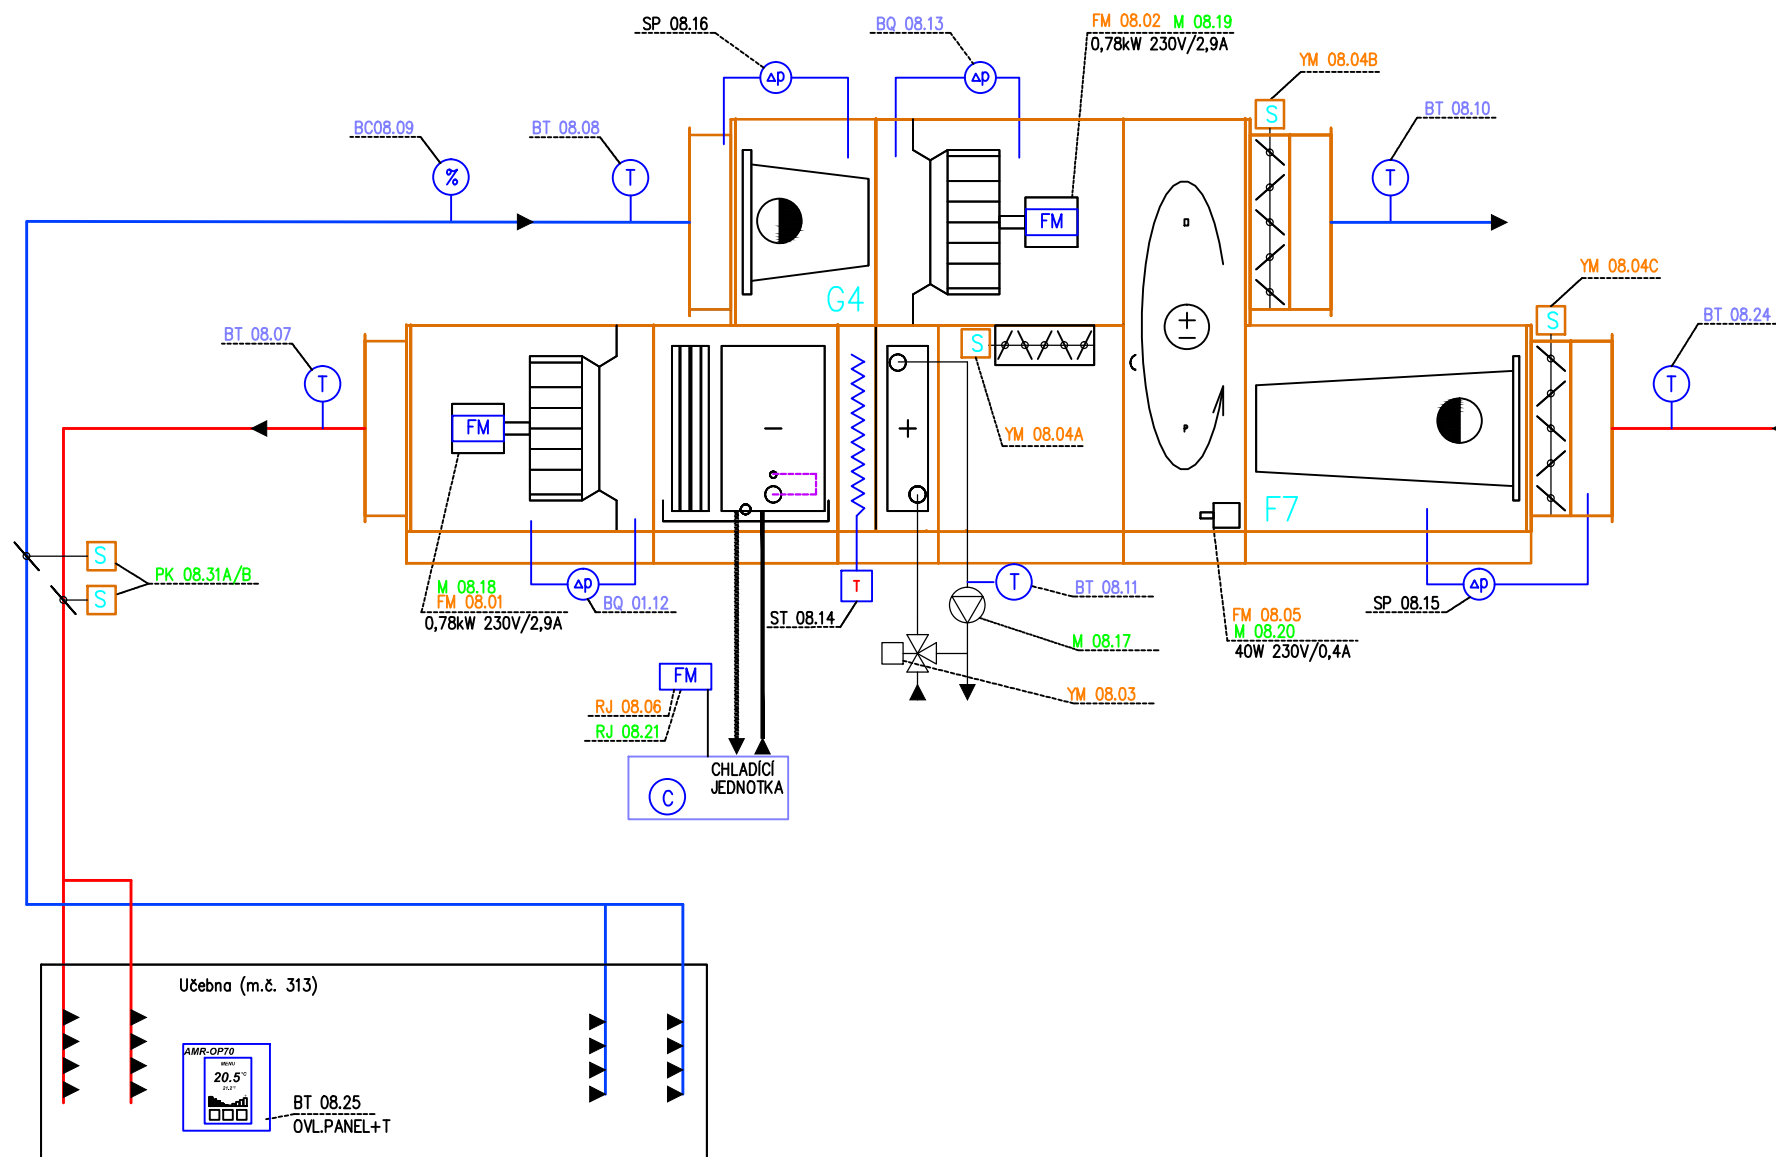 SP 08.16
BQ 08.13
FM 08.02 M 08.19
0,78kW 230V/2,9A
YM 08.04B
Δp
Δp
S
BT 08.10
BC08.09
BT 08.08
%
T
T
FM
G4
YM 08.04C
BT 08.07
S
BT 08.24
T
S
T
FM
YM 08.04A
P
F7
S
PK 08.31A/B
S
M 08.18
FM 08.01
0,78kW 230V/2,9A
Δp
BQ 01.12
T
ST 08.14
T
BT 08.11
M 08.17
Δp
SP 08.15
FM 08.05
M 08.20
40W 230V/0,4A
FM
RJ 08.06
RJ 08.21
YM 08.03
CHLADÍCÍ
JEDNOTKA
C
Učebna (m.č. 313)
AMR-OP70
MENU
20.5°C
BT 08.25
OVL.PANEL+T